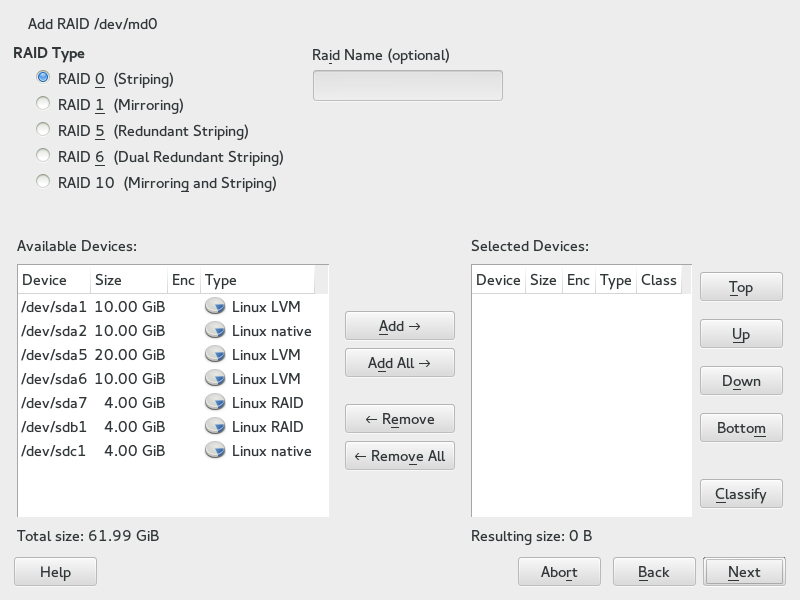 Add RAID /dev/md0
RAID Type
Raid Name (optional)
RAID 0 (Striping)
RAID 1 (Mirroring)
RAID 5 (Redundant Striping)
RAID 6 (Dual Redundant Striping)
RAID 10 (Mirroring and Striping)
Available Devices:
Device Size Enc Type
/dev/sda1 10.00 GiB Linux LVM
/dev/sda2 10.00 GiB Linux native
/dev/sda5 20.00 GiB Linux LVM
/dev/sda6 10.00 GiB Linux LVM
/dev/sda7 4.00 GiB Linux RAID
/dev/sdb1 4.00 GiB Linux RAID
/dev/sdc1 4.00 GiB Linux native
Total size: 61.99 GiB
Add →
Add All →
← Remove
← Remove All
Selected Devices:
Device Size Enc Type Class
Resulting size: 0 B
Top
Up
Down
Bottom
Classify
Help
Abort
Back
Next